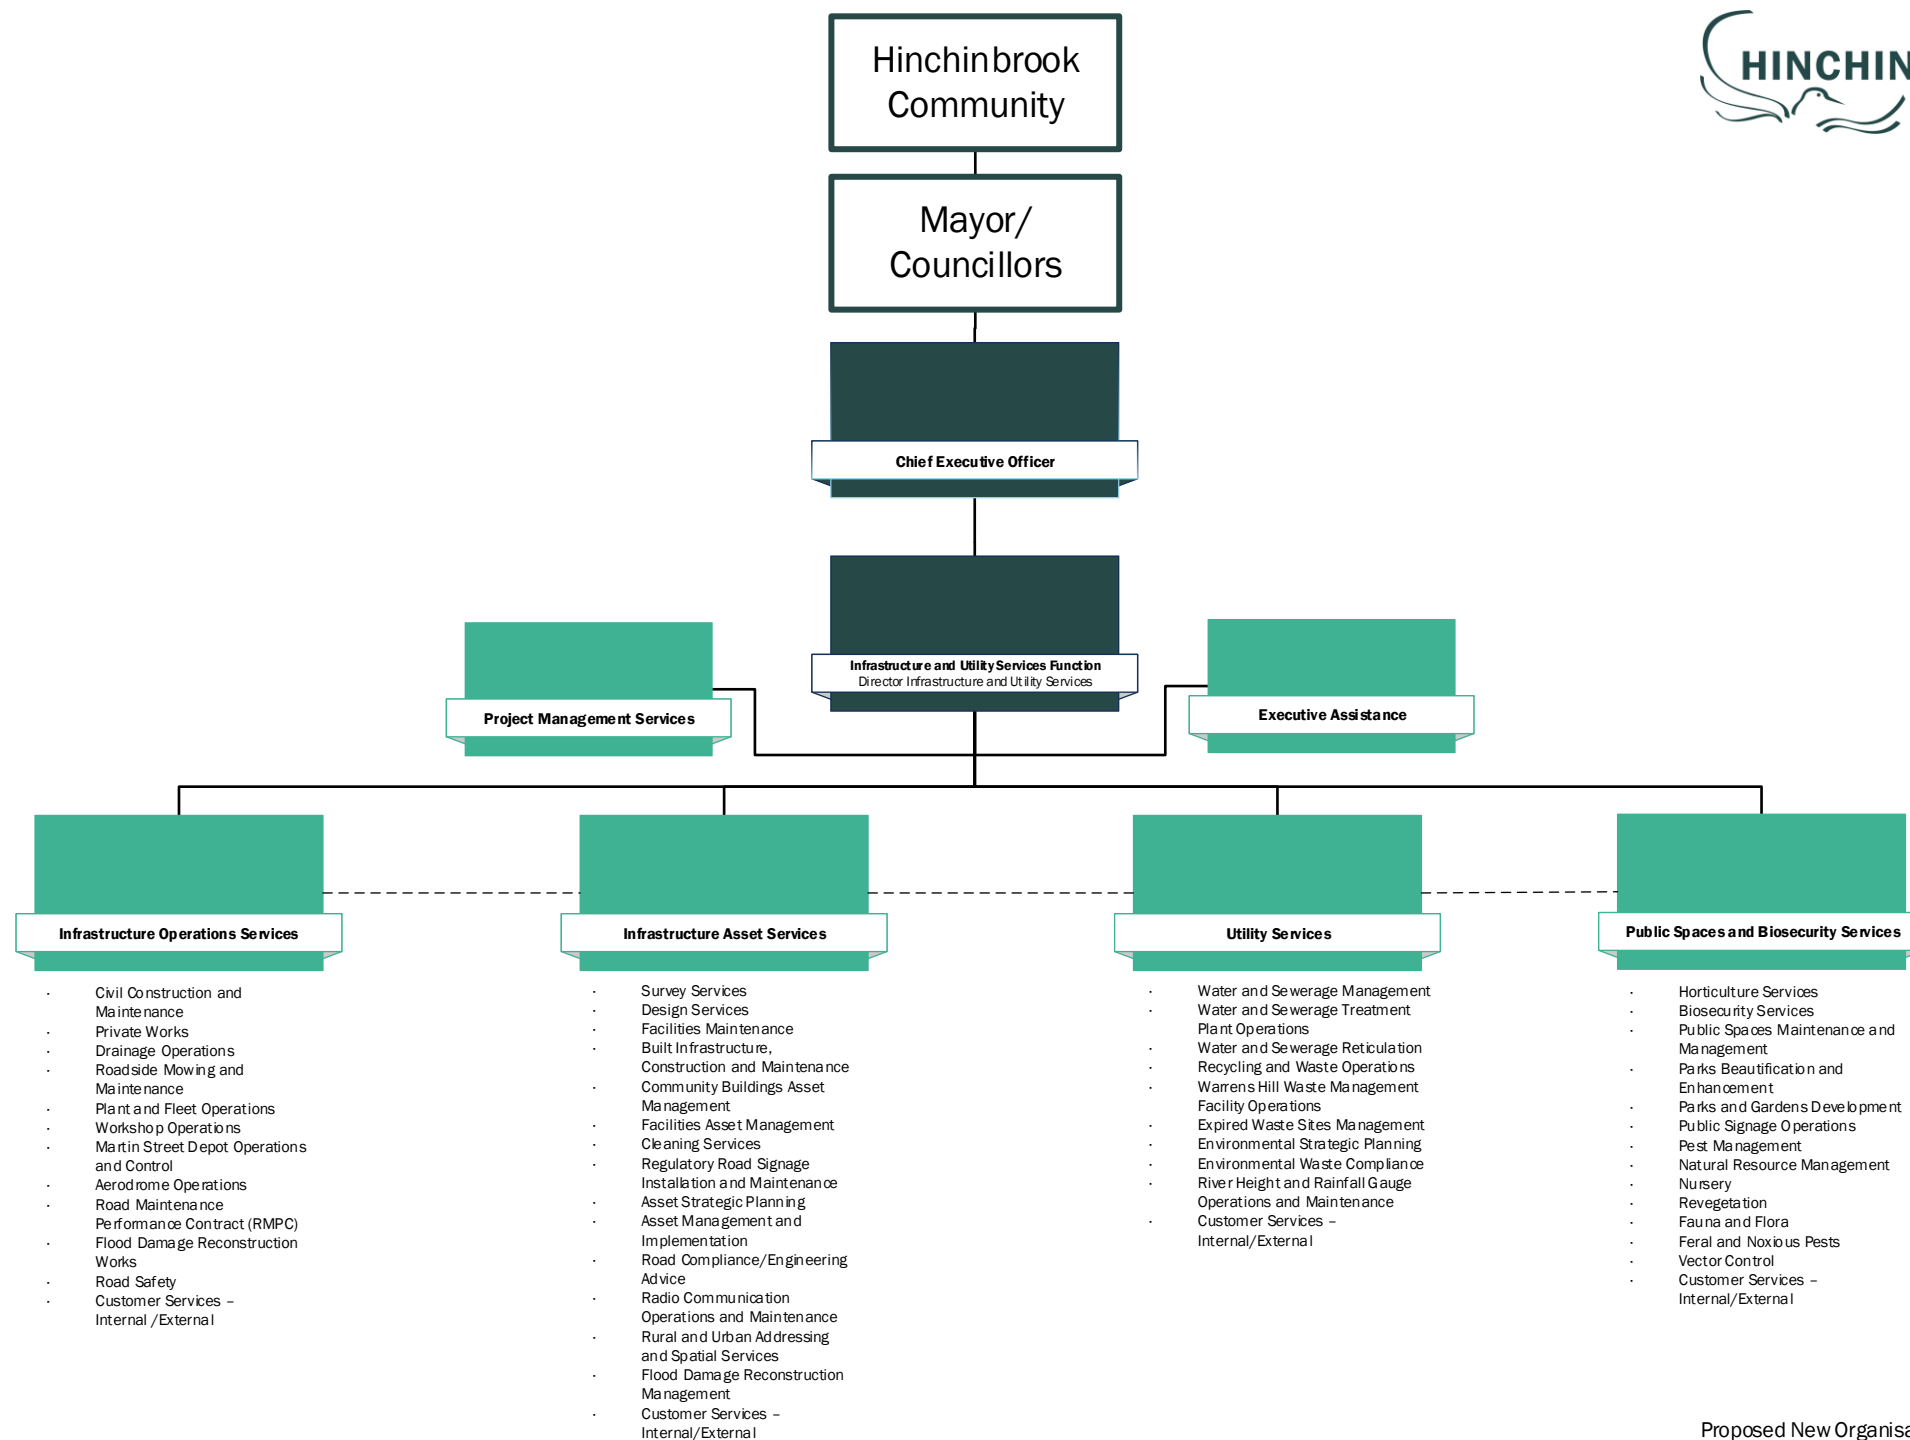 Hinchinbrook
Community
HINCHIN
Mayor/
Councillors
Chief Executive Officer
Infrastructure and Utility Services Function
Director Infrastructure and Utility Services
Project Management Services
Executive Assistance
Infrastructure Operations Services
· Civil Construction and
Maintenance
· Private Works
· Drainage Operations
· Roadside Mowing and
Maintenance
· Plant and Fleet Operations
· Workshop Operations
· Martin Street Depot Operations
and Control
· Aerodrome Operations
· Road Maintenance
Performance Contract (RMPC)
· Flood Damage Reconstruction
Works
· Road Safety
· Customer Services –
Internal /External
Infrastructure Asset Services
· Survey Services
· Design Services
· Facilities Maintenance
· Built Infrastructure,
Construction and Maintenance
· Community Buildings Asset
Management
· Facilities Asset Management
· Cleaning Services
· Regulatory Road Signage
Installation and Maintenance
· Asset Strategic Planning
· Asset Management and
Implementation
· Road Compliance/Engineering
Advice
· Radio Communication
Operations and Maintenance
· Rural and Urban Addressing
and Spatial Services
· Flood Damage Reconstruction
Management
· Customer Services –
Internal/External
Utility Services
· Water and Sewerage Management
· Water and Sewerage Treatment
Plant Operations
· Water and Sewerage Reticulation
· Recycling and Waste Operations
· Warrens Hill Waste Management
Facility Operations
· Expired Waste Sites Management
· Environmental Strategic Planning
· Environmental Waste Compliance
· River Height and Rainfall Gauge
Operations and Maintenance
· Customer Services –
Internal/External
Public Spaces and Biosecurity Services
· Horticulture Services
· Biosecurity Services
· Public Spaces Maintenance and
Management
· Parks Beautification and
Enhancement
· Parks and Gardens Development
· Public Signage Operations
· Pest Management
· Natural Resource Management
· Nursery
· Revegetation
· Fauna and Flora
· Feral and Noxious Pests
· Vector Control
· Customer Services –
Internal/External
Proposed New Organisa